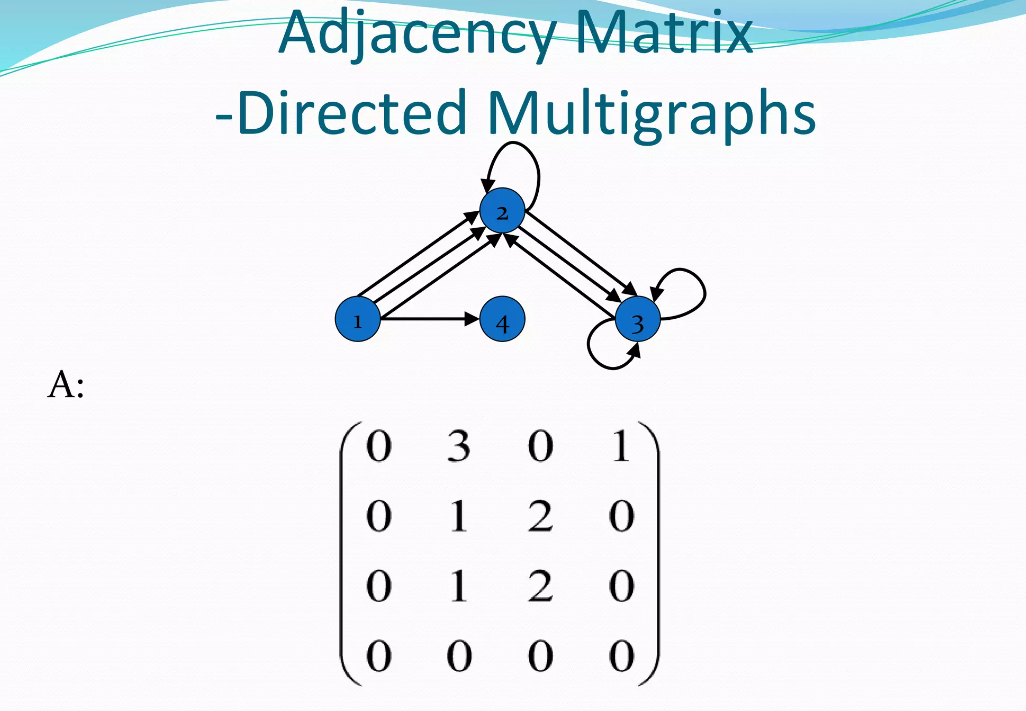 Adjacency Matrix
-Directed Multigraphs
2
1
4
3
A:
0 3 0 1
0 1 2 0
0 1 2 0
0 0 0 0